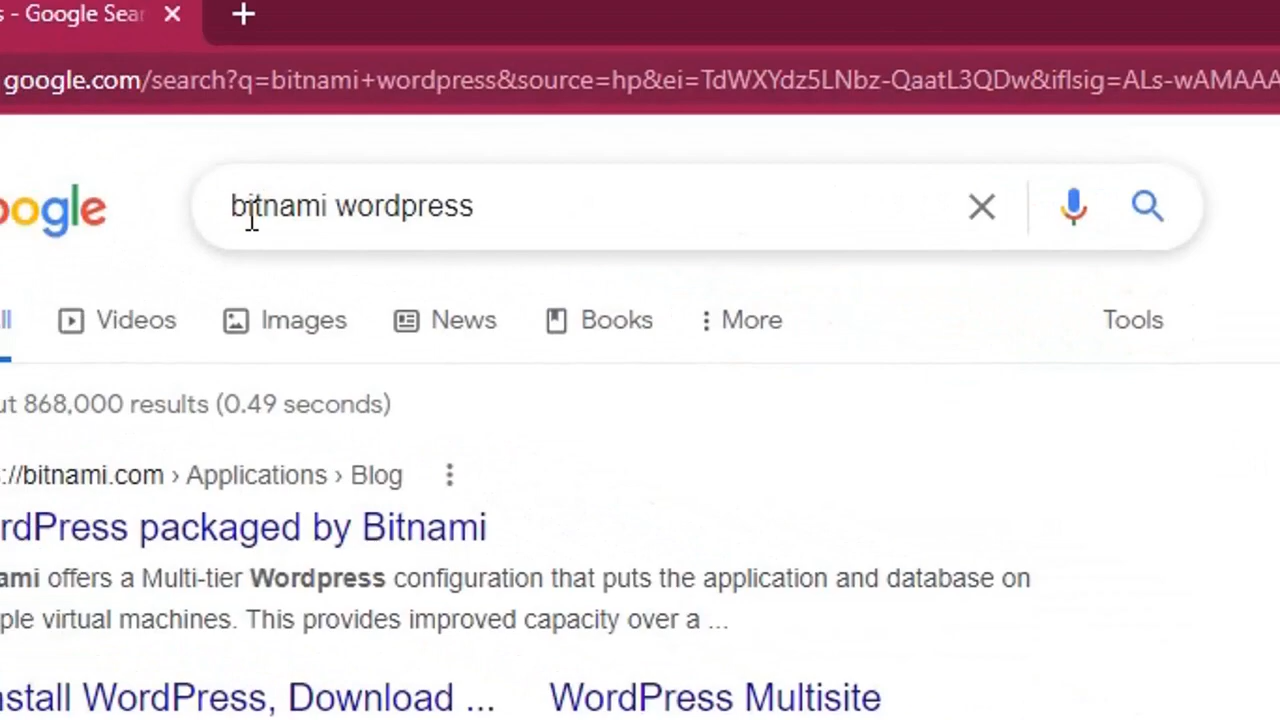 s - Google Sear
google.com/search?q=bitnami+wordpress&source=hp&ei=TdWXYdz5LNbz-QaatL3QDw&iflsig=ALs-wAMAAA
oogle
bitnami wordpress
ll Videos Images News Books More Tools
ut 868,000 results (0.49 seconds)
s://bitnami.com › Applications › Blog
rdPress packaged by Bitnami
ami offers a Multi-tier Wordpress configuration that puts the application and database on
ple virtual machines. This provides improved capacity over a ...
nstall WordPress, Download ... WordPress Multisite